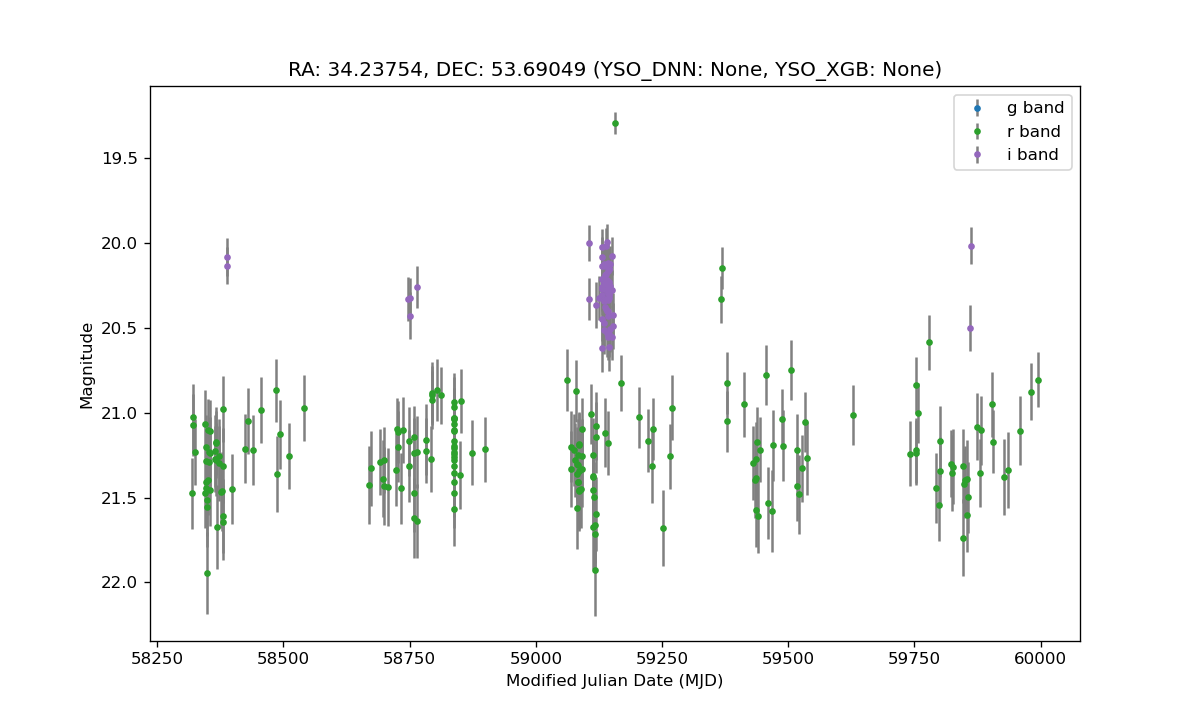 RA: 34.23754, DEC: 53.69049 (YSO_DNN: None, YSO_XGB: None)
g band
r band
i band
19.5
20.0
20.5
21.0
21.5
22.0
Magnitude
58250 58500 58750 59000 59250 59500 59750 60000
Modified Julian Date (MJD)